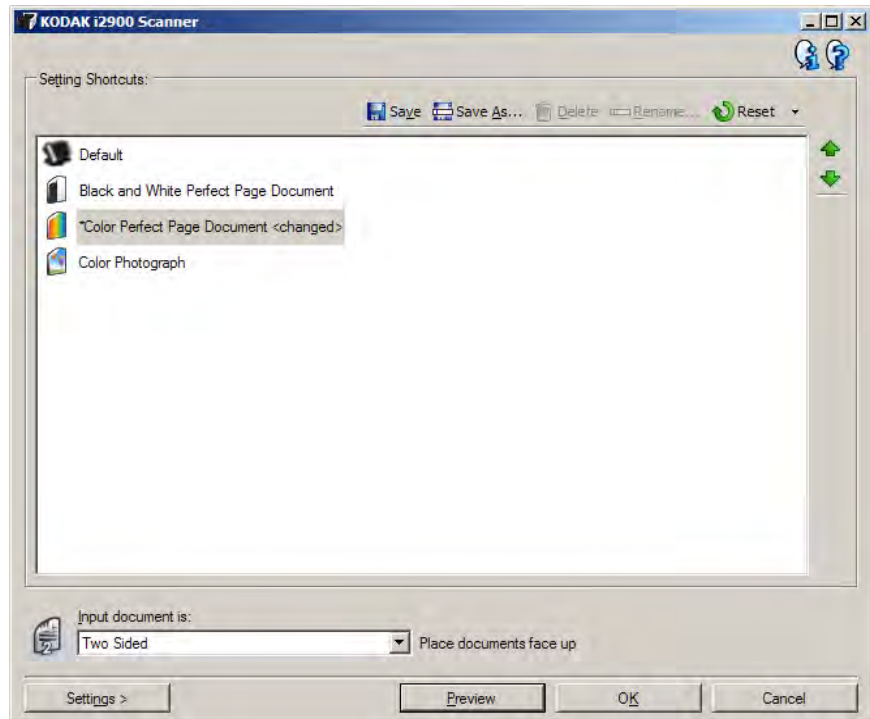 KODAK i2900 Scanner
Setting Shortcuts:
Save Save As... Delete Rename... Reset
Default
Black and White Perfect Page Document
*Color Perfect Page Document <changed>
Color Photograph
Input document is:
2 Two Sided Place documents face up
Settings > Preview OK Cancel